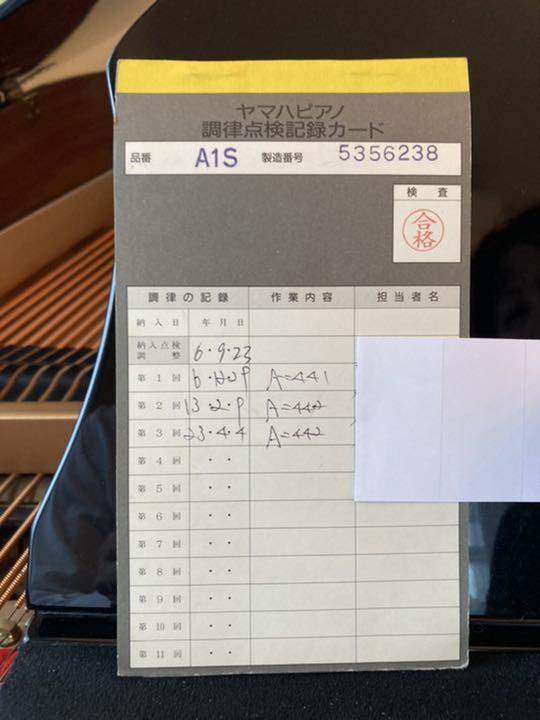 ヤマハピアノ
調律点検記録カード
品番 A1S 製造番号 5356238
検査
合格
調律の記録 作業内容 担当者名
納入日 年月日
納入点検調整 6・9・23
第1回 A=441
第2回 13・2・9 A=442
第3回 23・4・4 A=442
第4回 ・・
第5回 ・・
第6回 ・・
第7回 ・・
第8回 ・・
第9回 ・・
第10回 ・・
第11回 ・・